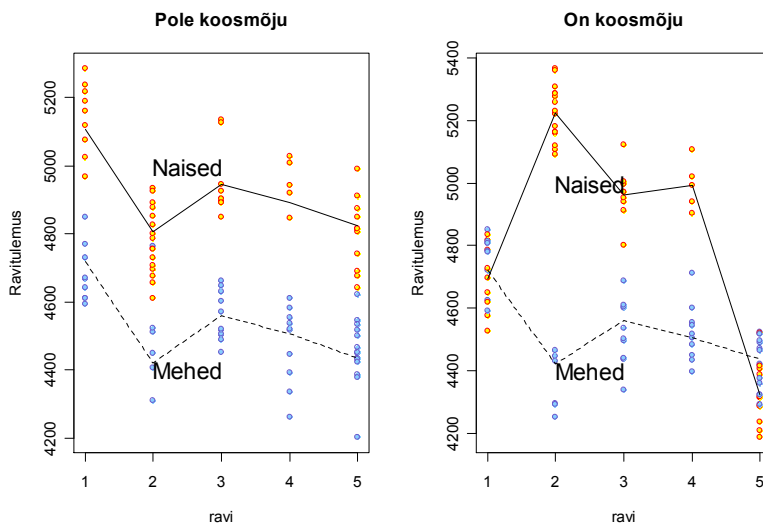 Pole koosmõju
Ravitulemus
4200 4400 4600 4800 5000 5200
Naised
Mehed
1 2 3 4 5
ravi
On koosmõju
Ravitulemus
4200 4400 4600 4800 5000 5200 5400
Naised
Mehed
1 2 3 4 5
ravi